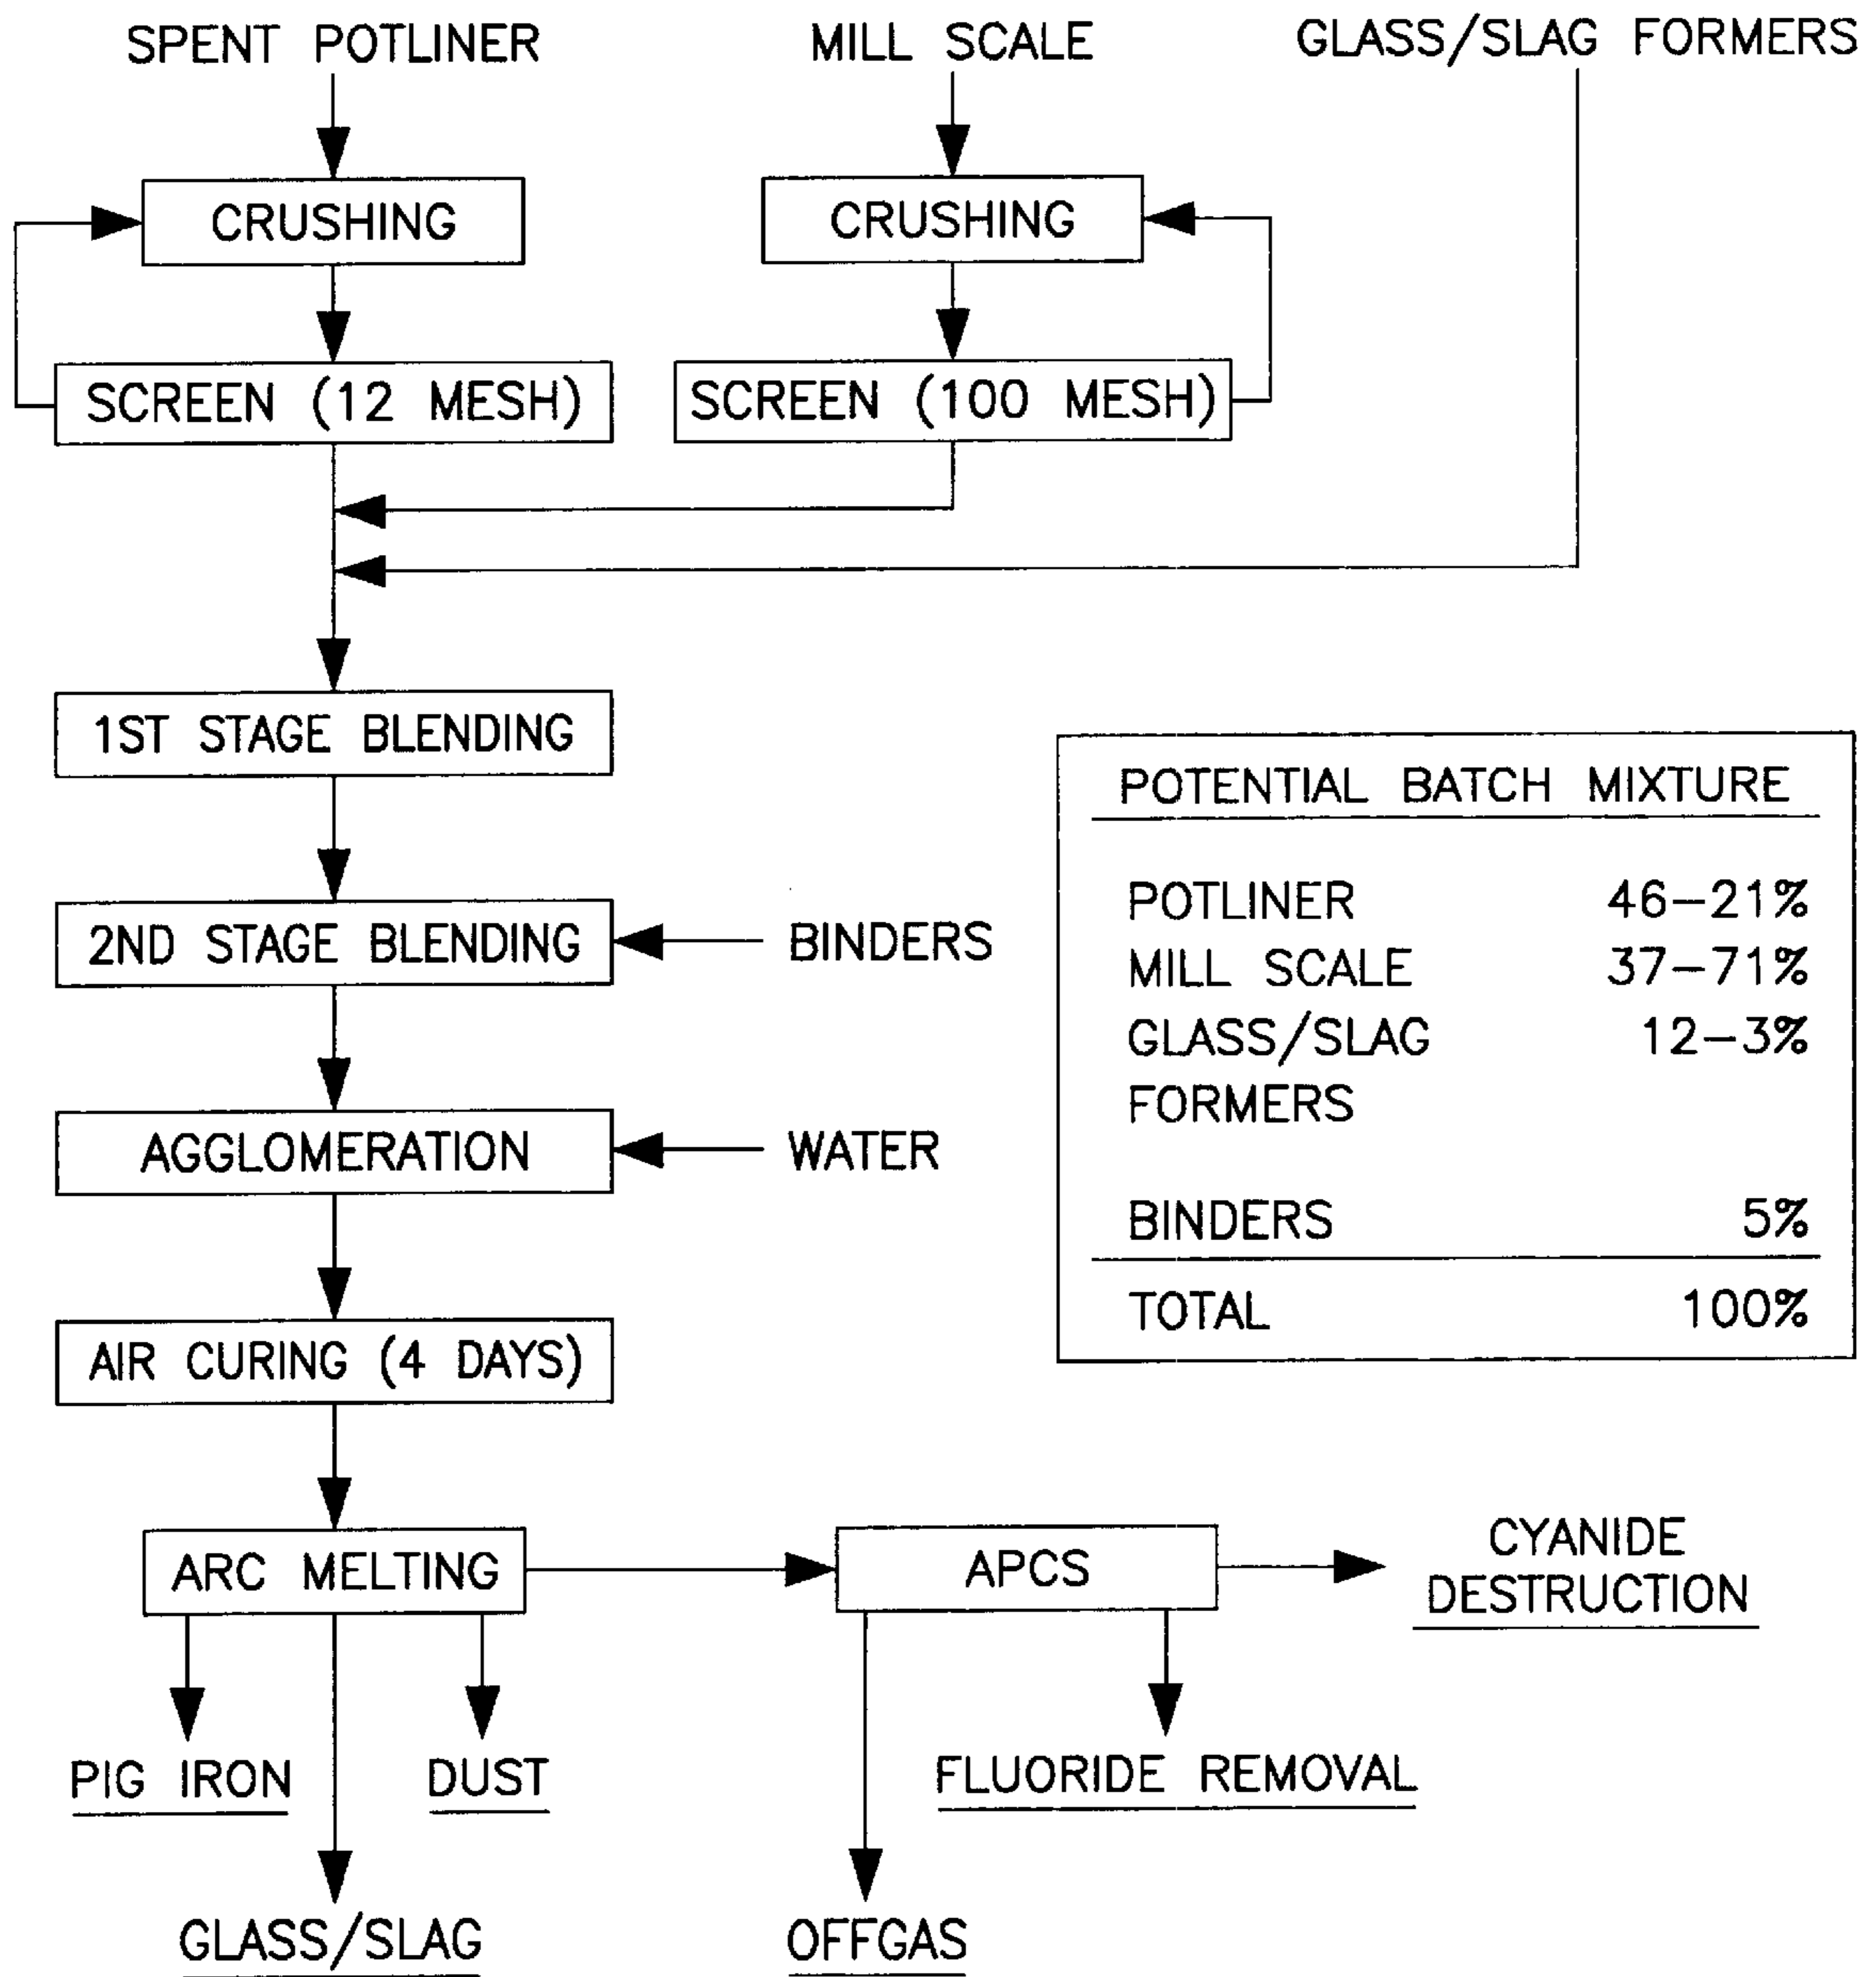 SPENT POTLINER
MILL SCALE
GLASS/SLAG FORMERS
CRUSHING
CRUSHING
SCREEN (12 MESH)
SCREEN (100 MESH)
1ST STAGE BLENDING
2ND STAGE BLENDING
BINDERS
AGGLOMERATION
WATER
AIR CURING (4 DAYS)
POTENTIAL BATCH MIXTURE
POTLINER 46-21%
MILL SCALE 37-71%
GLASS/SLAG 12-3%
FORMERS
BINDERS 5%
TOTAL 100%
ARC MELTING
APCS
CYANIDE
DESTRUCTION
PIG IRON
DUST
FLUORIDE REMOVAL
GLASS/SLAG
OFFGAS